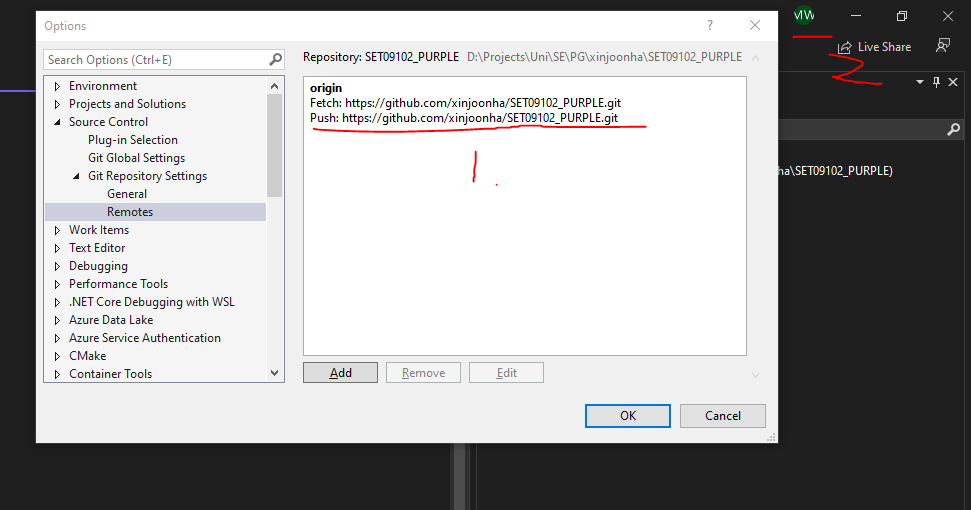 Options
?
MW
Live Share
2
Search Options (Ctrl+E)
Environment
Projects and Solutions
Source Control
Plug-in Selection
Git Global Settings
Git Repository Settings
General
Remotes
Work Items
Text Editor
Debugging
Performance Tools
.NET Core Debugging with WSL
Azure Data Lake
Azure Service Authentication
CMake
Container Tools
Repository: SET09102_PURPLE D:\Projects\Uni\SE\PG\xinjoonha\SET09102_PURPLE
origin
Fetch: https://github.com/xinjoonha/SET09102_PURPLE.git
Push: https://github.com/xinjoonha/SET09102_PURPLE.git
1.
ha\SET09102_PURPLE)
Add
Remove
Edit
OK
Cancel